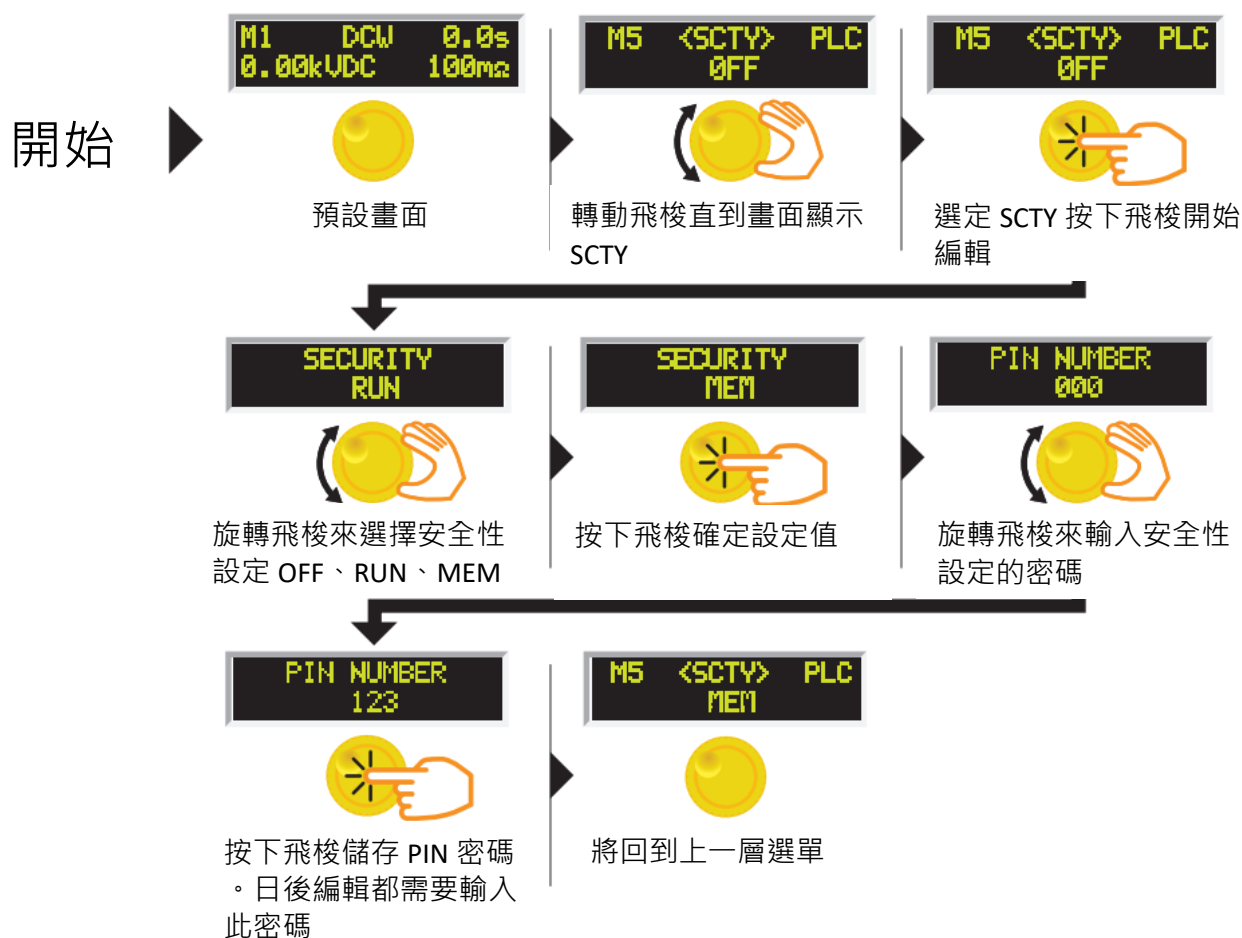 開始
M1 DCW 0.0s
0.00kVDC 100mΩ
預設畫面
M5 <SCTY> PLC
OFF
轉動飛梭直到畫面顯示
SCTY
M5 <SCTY> PLC
OFF
選定 SCTY 按下飛梭開始
編輯
SECURITY
RUN
旋轉飛梭來選擇安全性
設定 OFF、RUN、MEM
SECURITY
MEM
按下飛梭確定設定值
PIN NUMBER
000
旋轉飛梭來輸入安全性
設定的密碼
PIN NUMBER
123
按下飛梭儲存 PIN 密碼
。日後編輯都需要輸入
此密碼
M5 <SCTY> PLC
MEM
將回到上一層選單